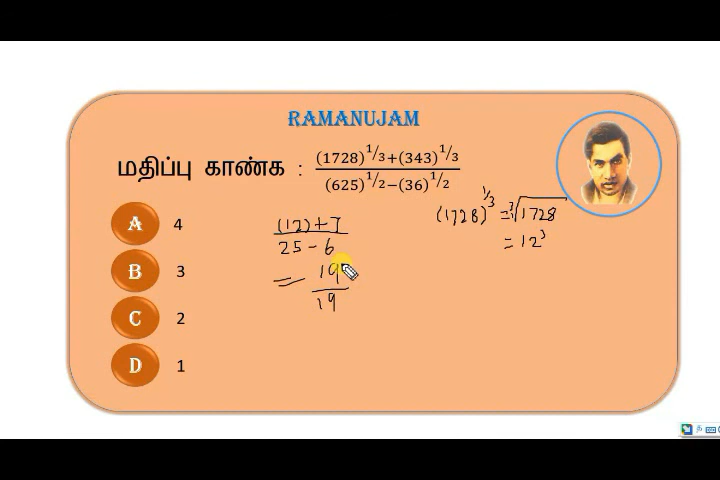 RAMANUJAM
மதிப்பு காண்க : (1728)^1/3+(343)^1/3 / (625)^1/2−(36)^1/2
A 4
B 3
C 2
D 1
(12)+7
25-6
= 19
19
(1728)^1/3 = ³√1728
= 12³